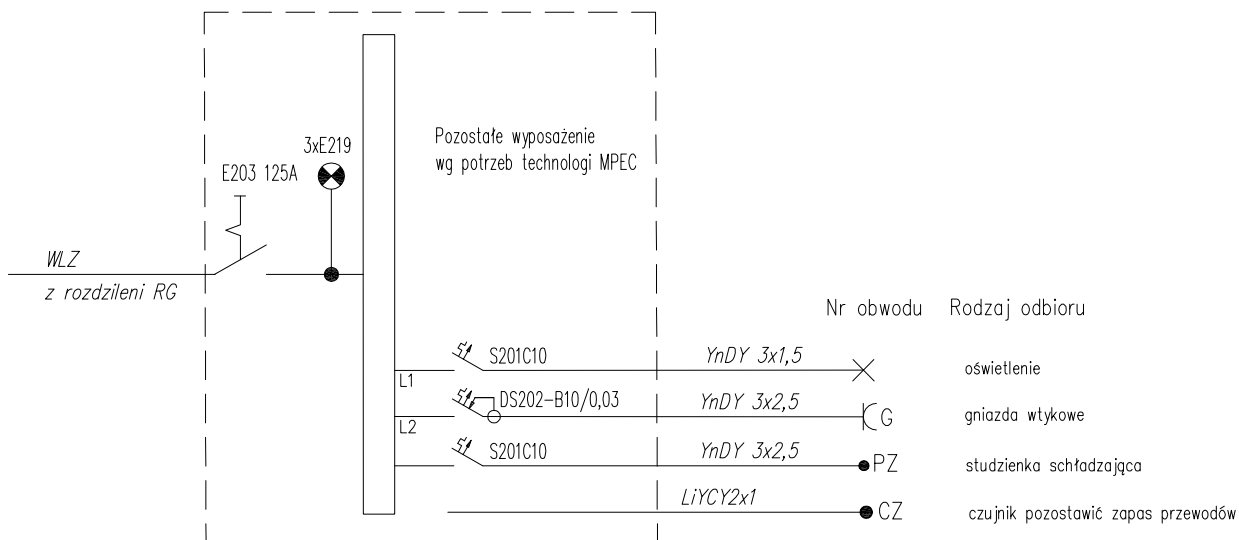 3xE219
E203 125A
Pozostałe wyposażenie
wg potrzeb technologi MPEC
WLZ
z rozdzileni RG
Nr obwodu Rodzaj odbioru
L1 S201C10 YnDY 3x1,5 oświetlenie
L2 DS202-B10/0,03 YnDY 3x2,5 G gniazda wtykowe
S201C10 YnDY 3x2,5 PZ studzienka schładzająca
LiYCY2x1 CZ czujnik pozostawić zapas przewodów